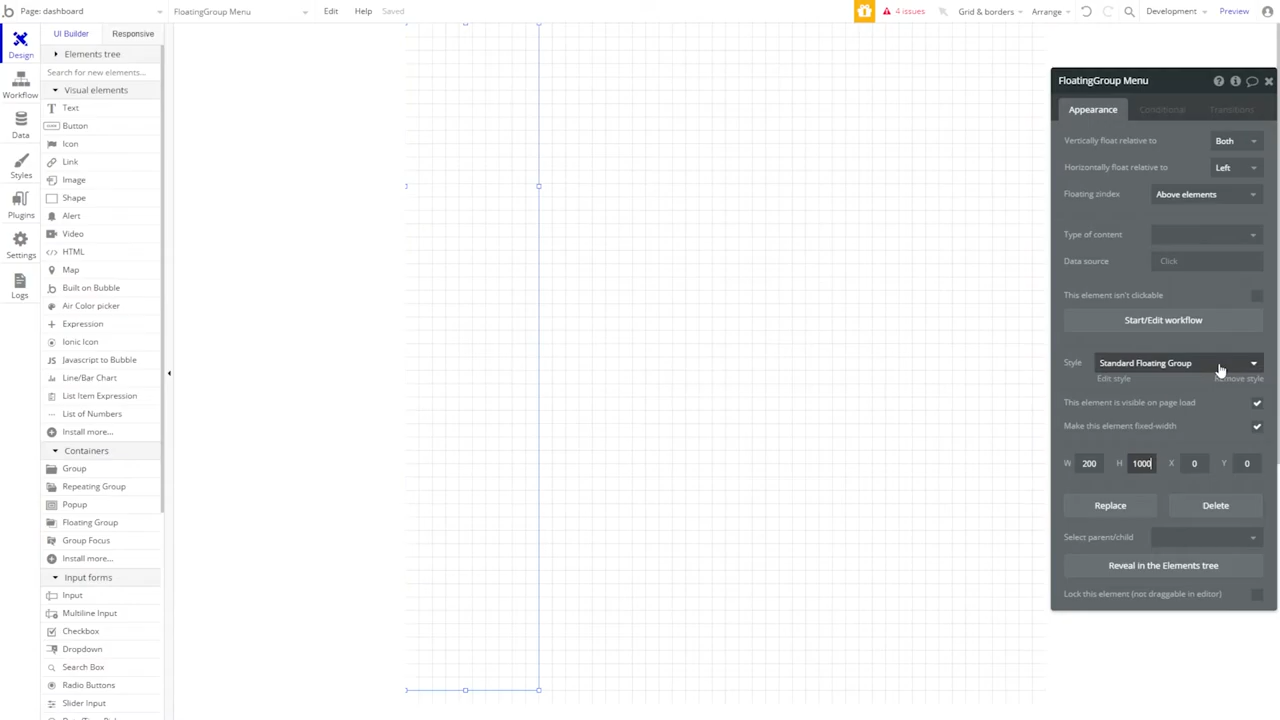 Page: dashboard
FloatingGroup Menu
Edit
Help
Saved
4 issues
Grid & borders
Arrange
Development
Preview
Design
Workflow
Data
Styles
Plugins
Settings
Logs
UI Builder
Responsive
Elements tree
Search for new elements...
Visual elements
Text
Button
Icon
Link
Image
Shape
Alert
Video
</> HTML
Map
Built on Bubble
Air Color picker
Expression
Ionic Icon
JS Javascript to Bubble
Line/Bar Chart
List Item Expression
List of Numbers
Install more...
Containers
Group
Repeating Group
Popup
Floating Group
Group Focus
Install more...
Input forms
Input
Multiline Input
Checkbox
Dropdown
Search Box
Radio Buttons
Slider Input
FloatingGroup Menu
Appearance
Conditional
Transitions
Vertically float relative to
Both
Horizontally float relative to
Left
Floating zindex
Above elements
Type of content
Data source
Click
This element isn't clickable
Start/Edit workflow
Style
Standard Floating Group
Edit style
Remove style
This element is visible on page load
Make this element fixed-width
W 200 H 1000 X 0 Y 0
Replace
Delete
Select parent/child
Reveal in the Elements tree
Lock this element (not draggable in editor)